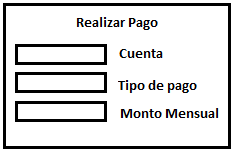 Realizar Pago
Cuenta
Tipo de pago
Monto Mensual